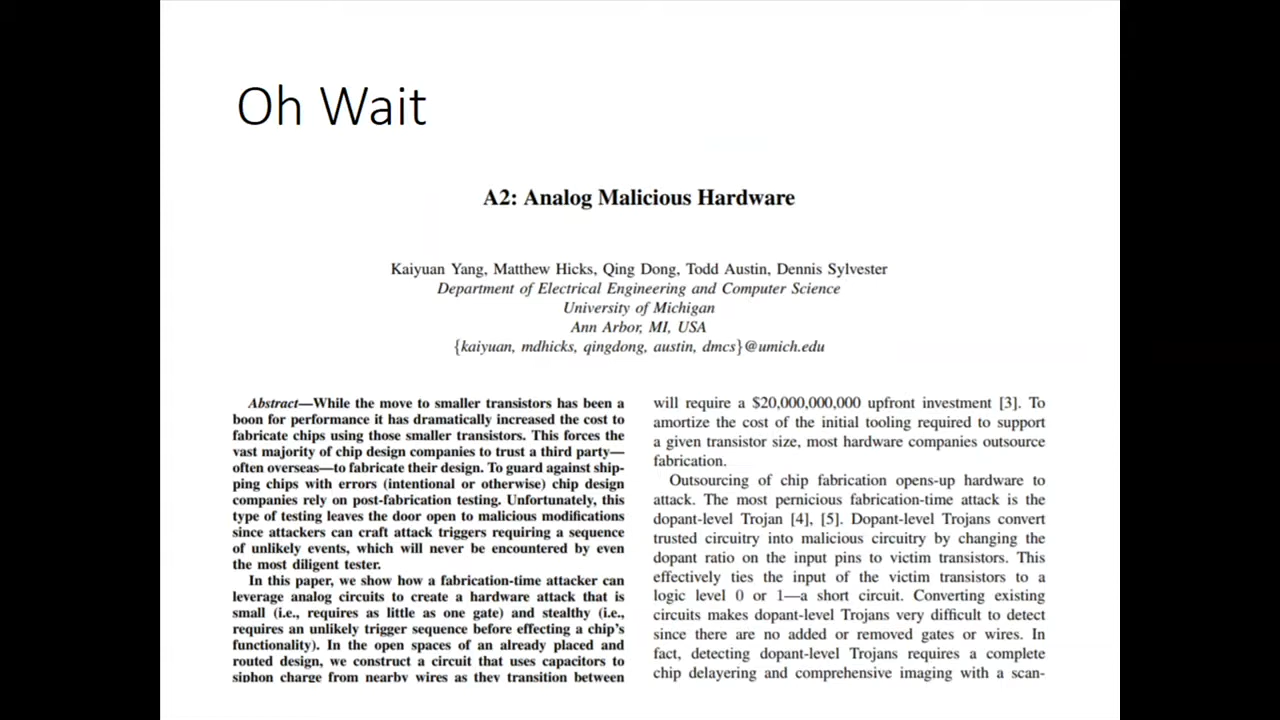 Oh Wait
A2: Analog Malicious Hardware
Kaiyuan Yang, Matthew Hicks, Qing Dong, Todd Austin, Dennis Sylvester
Department of Electrical Engineering and Computer Science
University of Michigan
Ann Arbor, MI, USA
{kaiyuan, mdhicks, qingdong, austin, dmcs}@umich.edu
Abstract—While the move to smaller transistors has been a
boon for performance it has dramatically increased the cost to
fabricate chips using those smaller transistors. This forces the
vast majority of chip design companies to trust a third party—
often overseas—to fabricate their design. To guard against ship-
ping chips with errors (intentional or otherwise) chip design
companies rely on post-fabrication testing. Unfortunately, this
type of testing leaves the door open to malicious modifications
since attackers can craft attack triggers requiring a sequence
of unlikely events, which will never be encountered by even
the most diligent tester.
In this paper, we show how a fabrication-time attacker can
leverage analog circuits to create a hardware attack that is
small (i.e., requires as little as one gate) and stealthy (i.e.,
requires an unlikely trigger sequence before effecting a chip's
functionality). In the open spaces of an already placed and
routed design, we construct a circuit that uses capacitors to
siphon charge from nearby wires as they transition between
will require a $20,000,000,000 upfront investment [3]. To
amortize the cost of the initial tooling required to support
a given transistor size, most hardware companies outsource
fabrication.
Outsourcing of chip fabrication opens-up hardware to
attack. The most pernicious fabrication-time attack is the
dopant-level Trojan [4], [5]. Dopant-level Trojans convert
trusted circuitry into malicious circuitry by changing the
dopant ratio on the input pins to victim transistors. This
effectively ties the input of the victim transistors to a
logic level 0 or 1—a short circuit. Converting existing
circuits makes dopant-level Trojans very difficult to detect
since there are no added or removed gates or wires. In
fact, detecting dopant-level Trojans requires a complete
chip delayering and comprehensive imaging with a scan-